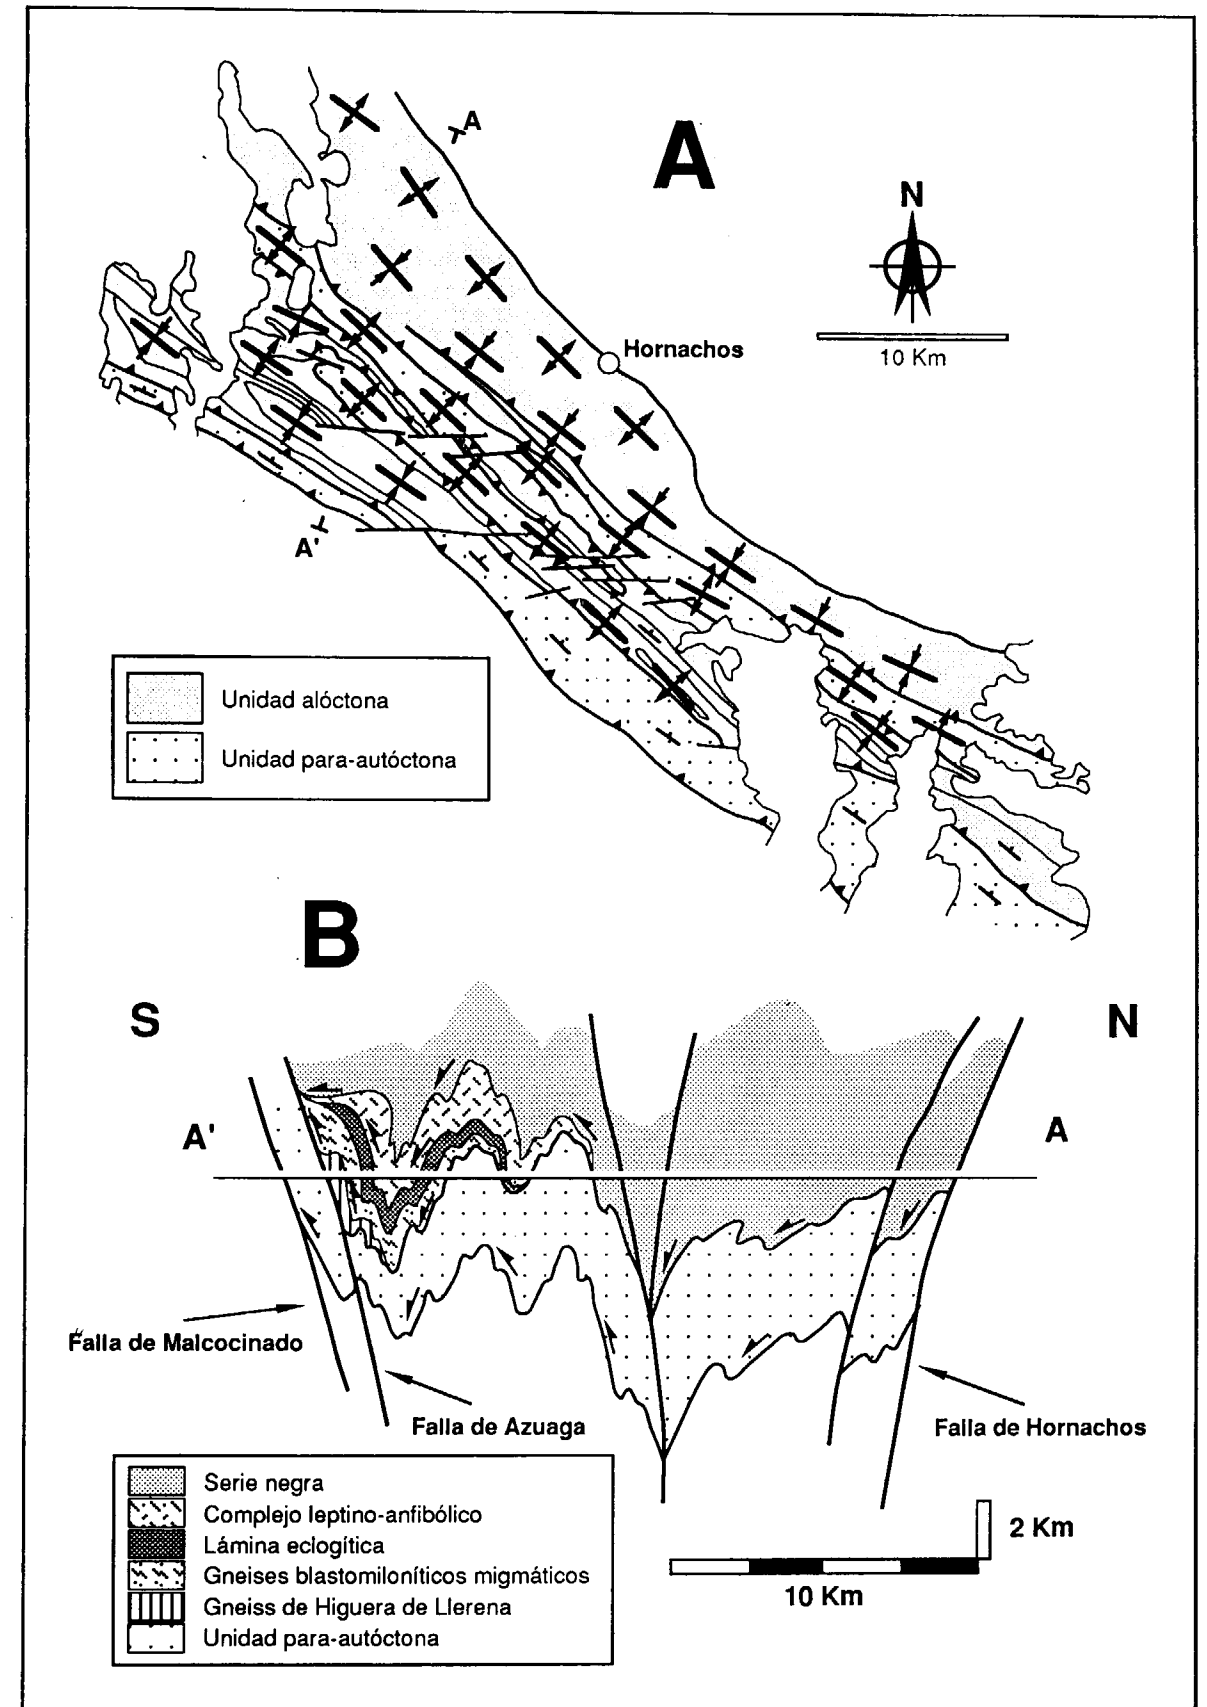 A
A
N
10 Km
Hornachos
A'
Unidad alóctona
Unidad para-autóctona
B
S
N
A'
A
Falla de Malcocinado
Falla de Azuaga
Falla de Hornachos
Serie negra
Complejo leptino-anfibólico
Lámina eclogítica
Gneises blastomiloníticos migmáticos
Gneiss de Higuera de Llerena
Unidad para-autóctona
2 Km
10 Km